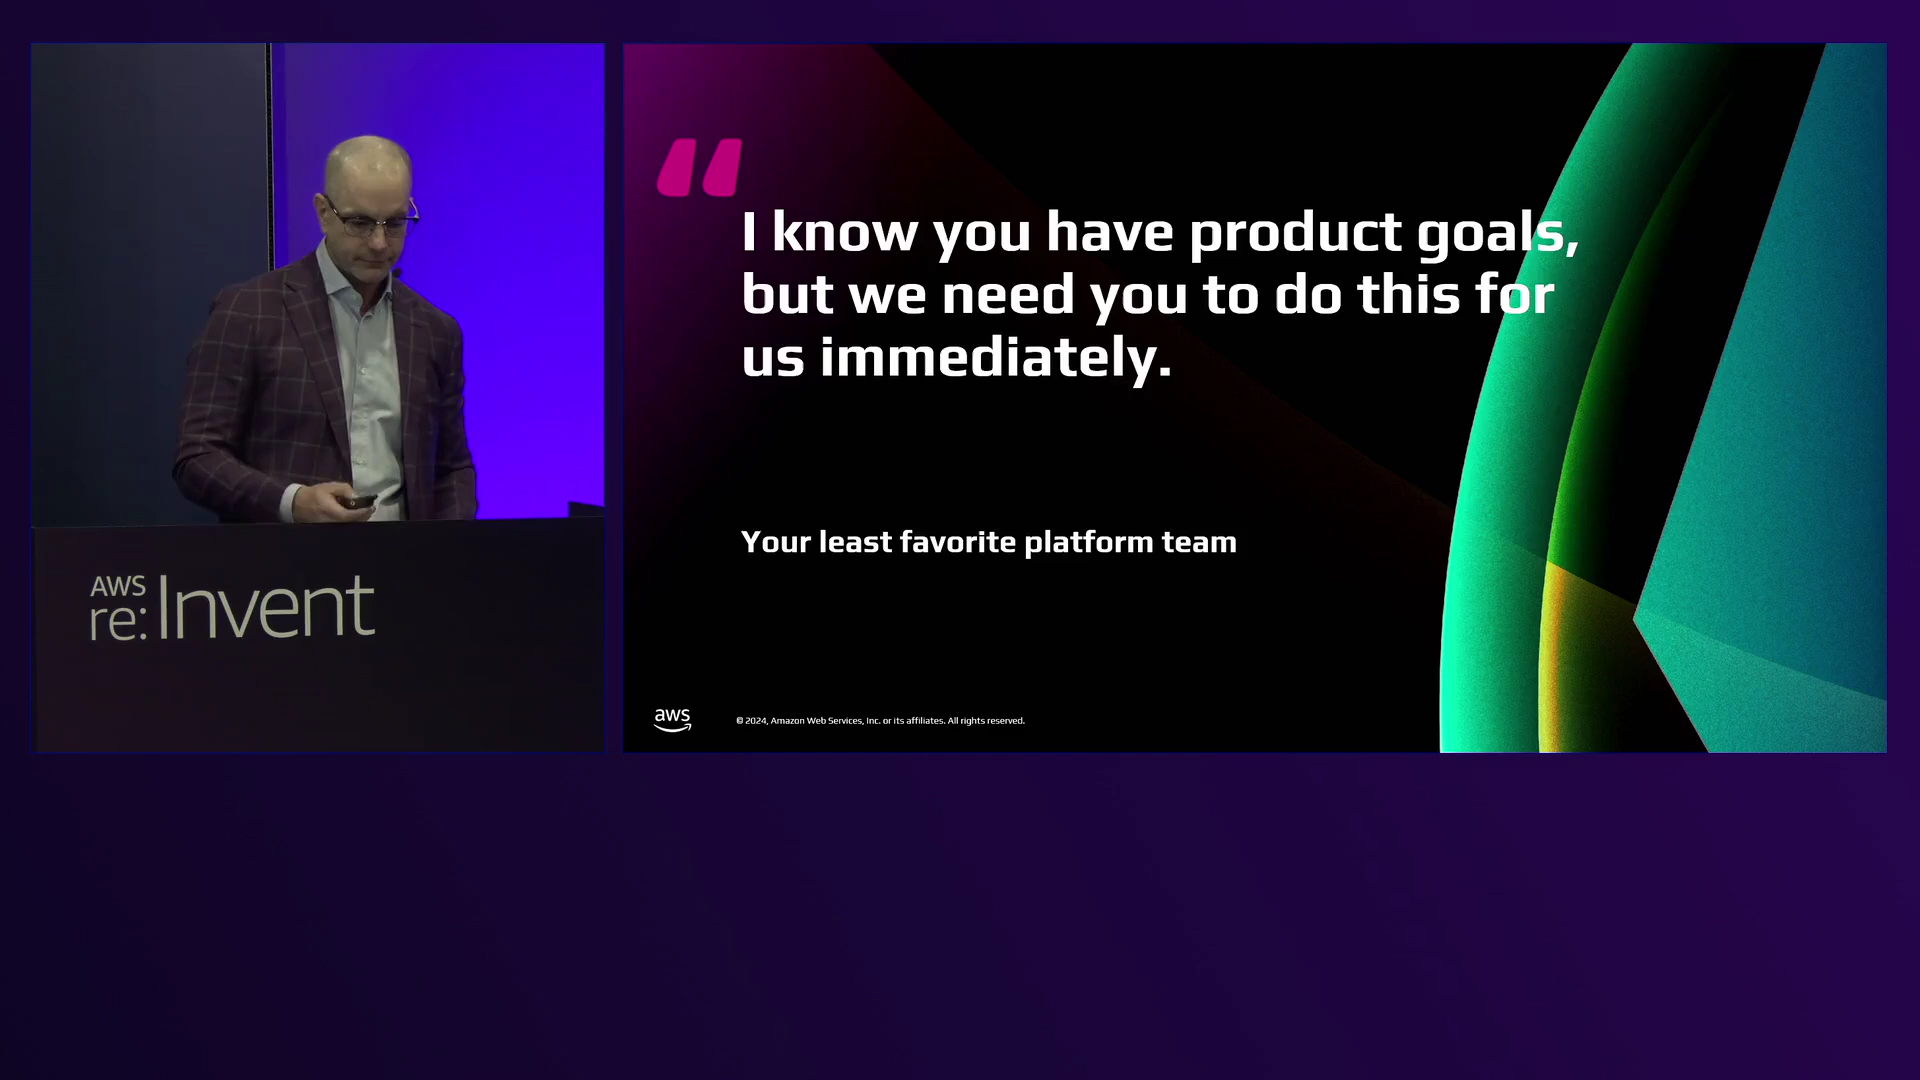 AWS
re:Invent
“
I know you have product goals,
but we need you to do this for
us immediately.
Your least favorite platform team
aws
© 2024, Amazon Web Services, Inc. or its affiliates. All rights reserved.